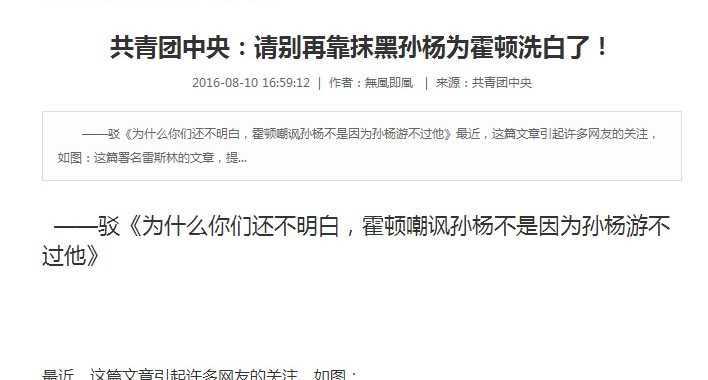 共青团中央：请别再靠抹黑孙杨为霍顿洗白了！
2016-08-10 16:59:12 | 作者：無風即風 | 来源：共青团中央
——驳《为什么你们还不明白，霍顿嘲讽孙杨不是因为孙杨游不过他》最近，这篇文章引起许多网友的关注，
如图：这篇署名雷斯林的文章，提...
——驳《为什么你们还不明白，霍顿嘲讽孙杨不是因为孙杨游不
过他》
最近，这篇文章引起许多网友的关注，如图：